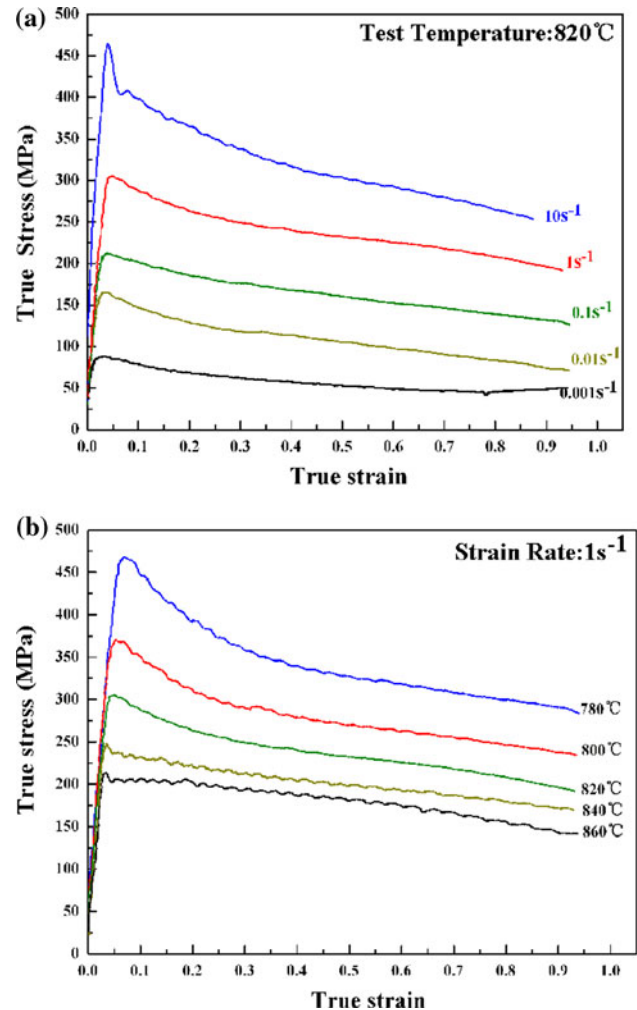 (a)
Test Temperature:820℃
500
450
400
350
300
250
200
150
100
50
0
True Stress (MPa)
10s-1
1s-1
0.1s-1
0.01s-1
0.001s-1
0.0 0.1 0.2 0.3 0.4 0.5 0.6 0.7 0.8 0.9 1.0
True strain
(b)
Strain Rate:1s-1
500
450
400
350
300
250
200
150
100
50
0
True stress (MPa)
780℃
800℃
820℃
840℃
860℃
0.0 0.1 0.2 0.3 0.4 0.5 0.6 0.7 0.8 0.9 1.0
True strain